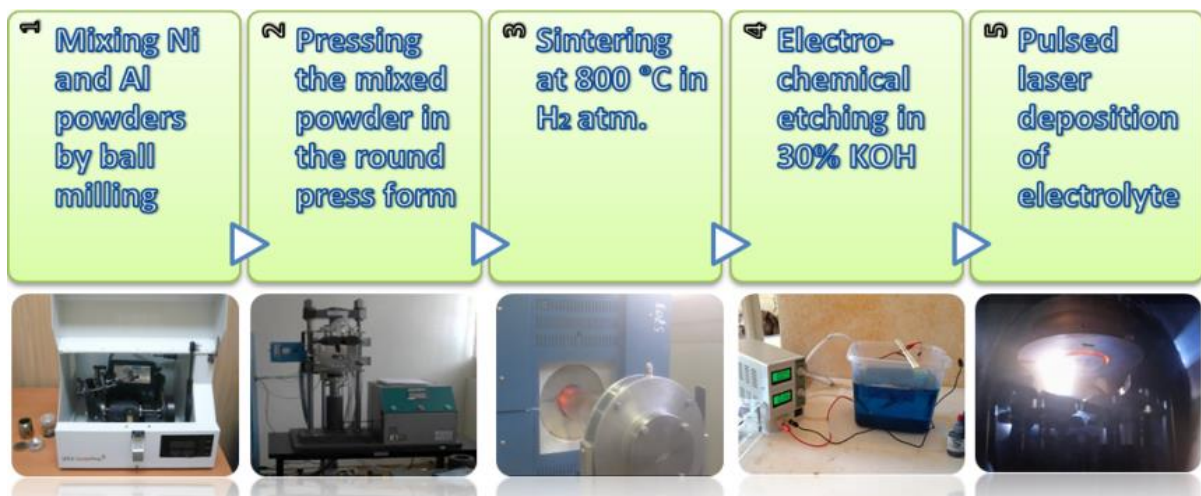 1 Mixing Ni
and Al
powders
by ball
milling
2 Pressing
the mixed
powder in
the round
press form
3 Sintering
at 800 °C in
H₂ atm.
4 Electro-
chemical
etching in
30% KOH
5 Pulsed
laser
deposition
of
electrolyte